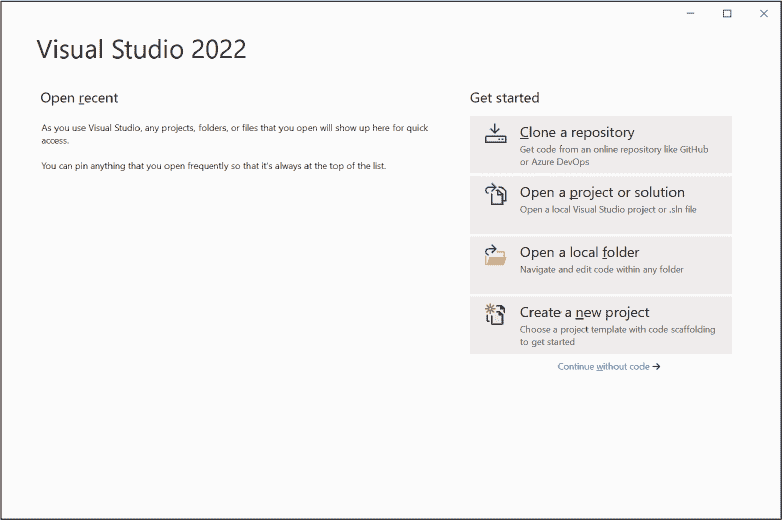 Visual Studio 2022
Open recent
As you use Visual Studio, any projects, folders, or files that you open will show up here for quick
access.
You can pin anything that you open frequently so that it's always at the top of the list.
Get started
Clone a repository
Get code from an online repository like GitHub
or Azure DevOps
Open a project or solution
Open a local Visual Studio project or .sln file
Open a local folder
Navigate and edit code within any folder
Create a new project
Choose a project template with code scaffolding
to get started
Continue without code →